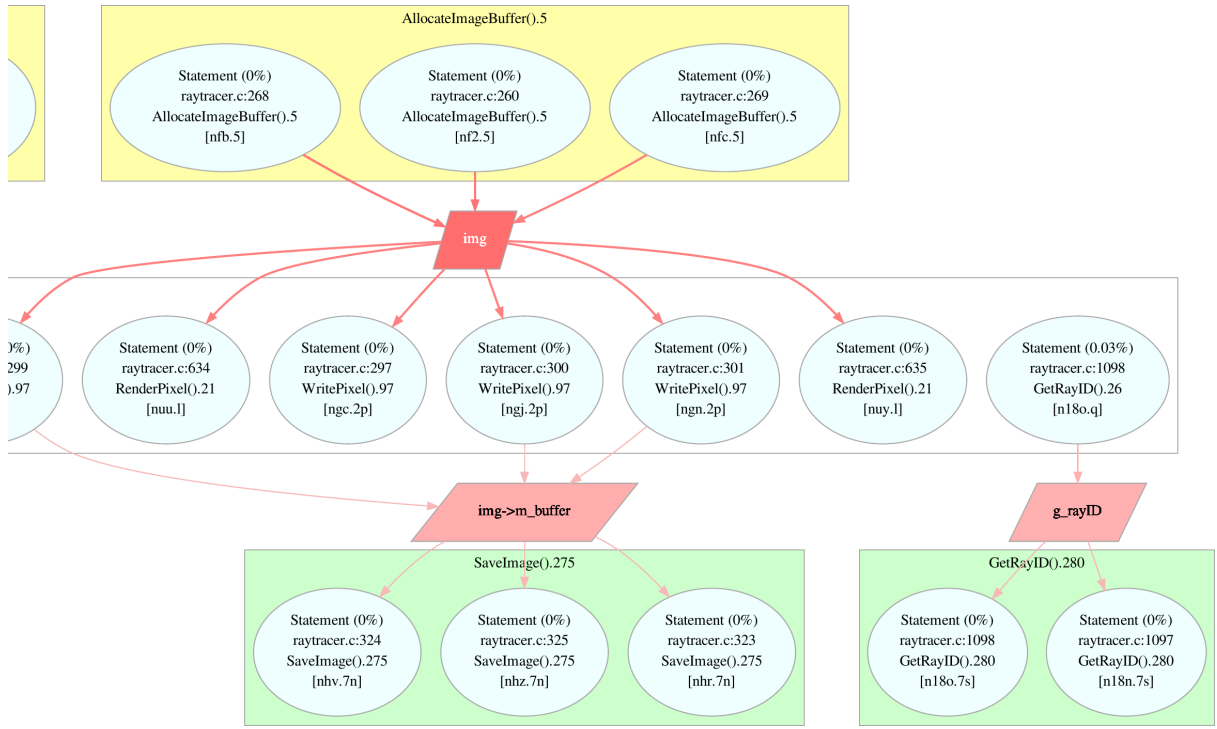 AllocateImageBuffer().5
Statement (0%)
raytracer.c:268
AllocateImageBuffer().5
[nfb.5]
Statement (0%)
raytracer.c:260
AllocateImageBuffer().5
[nf2.5]
Statement (0%)
raytracer.c:269
AllocateImageBuffer().5
[nfc.5]
img
0%)
299
).97
Statement (0%)
raytracer.c:634
RenderPixel().21
[nuu.l]
Statement (0%)
raytracer.c:297
WritePixel().97
[ngc.2p]
Statement (0%)
raytracer.c:300
WritePixel().97
[ngj.2p]
Statement (0%)
raytracer.c:301
WritePixel().97
[ngn.2p]
Statement (0%)
raytracer.c:635
RenderPixel().21
[nuy.l]
Statement (0.03%)
raytracer.c:1098
GetRayID().26
[n18o.q]
img->m_buffer
g_rayID
SaveImage().275
Statement (0%)
raytracer.c:324
SaveImage().275
[nhv.7n]
Statement (0%)
raytracer.c:325
SaveImage().275
[nhz.7n]
Statement (0%)
raytracer.c:323
SaveImage().275
[nhr.7n]
GetRayID().280
Statement (0%)
raytracer.c:1098
GetRayID().280
[n18o.7s]
Statement (0%)
raytracer.c:1097
GetRayID().280
[n18n.7s]